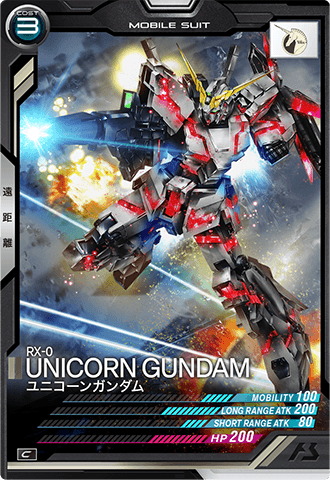 COST
3
MOBILE SUIT
遠距離
RX-0
UNICORN GUNDAM
ユニコーンガンダム
MOBILITY 100
LONG RANGE ATK 200
SHORT RANGE ATK 80
HP 200
C